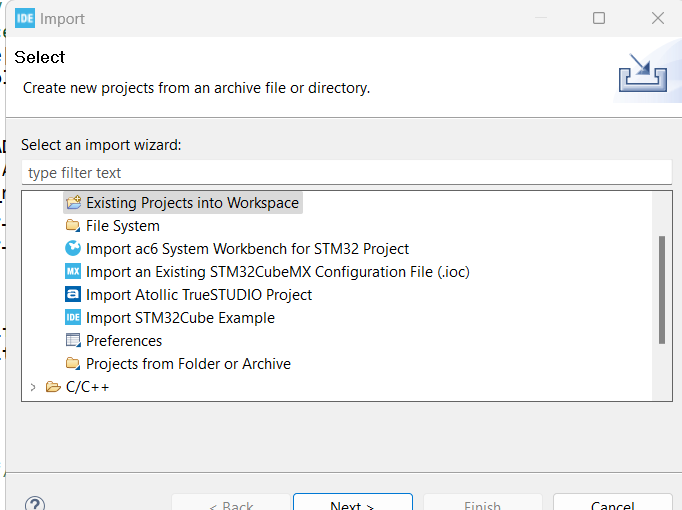 IDE Import
Select
Create new projects from an archive file or directory.
Select an import wizard:
type filter text
Existing Projects into Workspace
File System
Import ac6 System Workbench for STM32 Project
MX Import an Existing STM32CubeMX Configuration File (.ioc)
a Import Atollic TrueSTUDIO Project
IDE Import STM32Cube Example
Preferences
Projects from Folder or Archive
> C/C++
? < Back Next > Finish Cancel